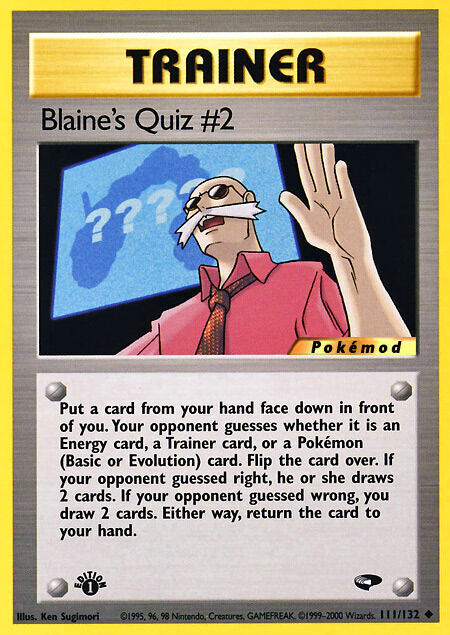 TRAINER
Blaine's Quiz #2
????
Pokémod
Put a card from your hand face down in front
of you. Your opponent guesses whether it is an
Energy card, a Trainer card, or a Pokémon
(Basic or Evolution) card. Flip the card over. If
your opponent guessed right, he or she draws
2 cards. If your opponent guessed wrong, you
draw 2 cards. Either way, return the card to
your hand.
EDITION
1
Illus. Ken Sugimori ©1995, 96, 98 Nintendo, Creatures, GAMEFREAK. ©1999-2000 Wizards. 111/132